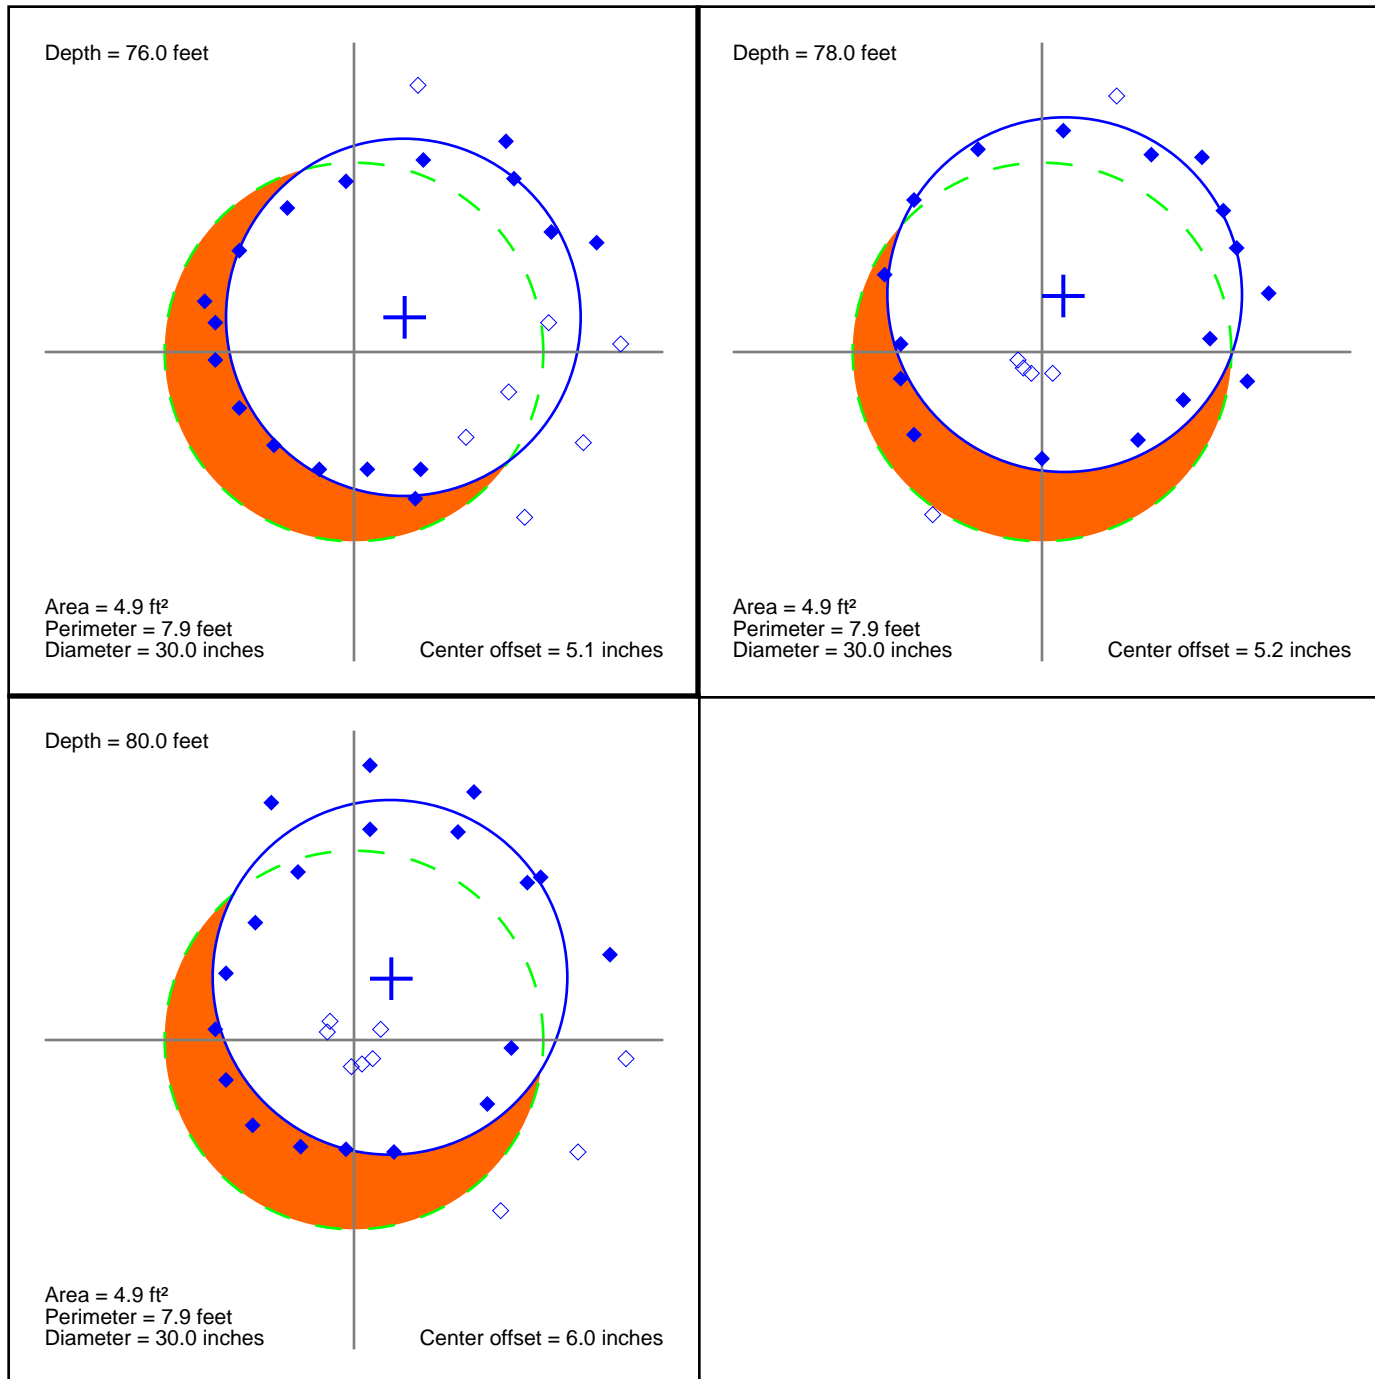 Depth = 76.0 feet
Area = 4.9 ft²
Perimeter = 7.9 feet
Diameter = 30.0 inches
Center offset = 5.1 inches
Depth = 78.0 feet
Area = 4.9 ft²
Perimeter = 7.9 feet
Diameter = 30.0 inches
Center offset = 5.2 inches
Depth = 80.0 feet
Area = 4.9 ft²
Perimeter = 7.9 feet
Diameter = 30.0 inches
Center offset = 6.0 inches